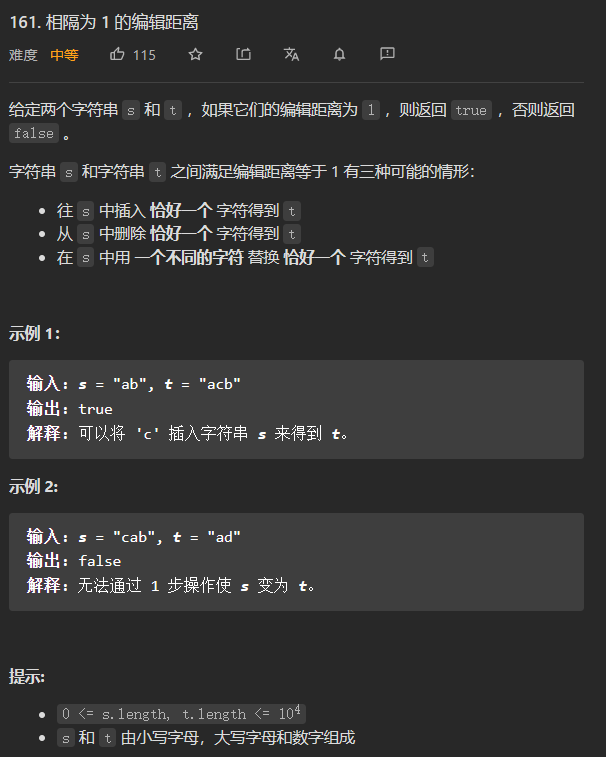 161. 相隔为 1 的编辑距离
难度 中等 115
给定两个字符串 s 和 t ，如果它们的编辑距离为 1 ，则返回 true ，否则返回
false 。
字符串 s 和字符串 t 之间满足编辑距离等于 1 有三种可能的情形：
往 s 中插入 恰好一个 字符得到 t
从 s 中删除 恰好一个 字符得到 t
在 s 中用 一个不同的字符 替换 恰好一个 字符得到 t
示例 1：
输入：s = "ab", t = "acb"
输出：true
解释：可以将 'c' 插入字符串 s 来得到 t。
示例 2:
输入：s = "cab", t = "ad"
输出：false
解释：无法通过 1 步操作使 s 变为 t。
提示:
0 <= s.length, t.length <= 10⁴
s 和 t 由小写字母，大写字母和数字组成